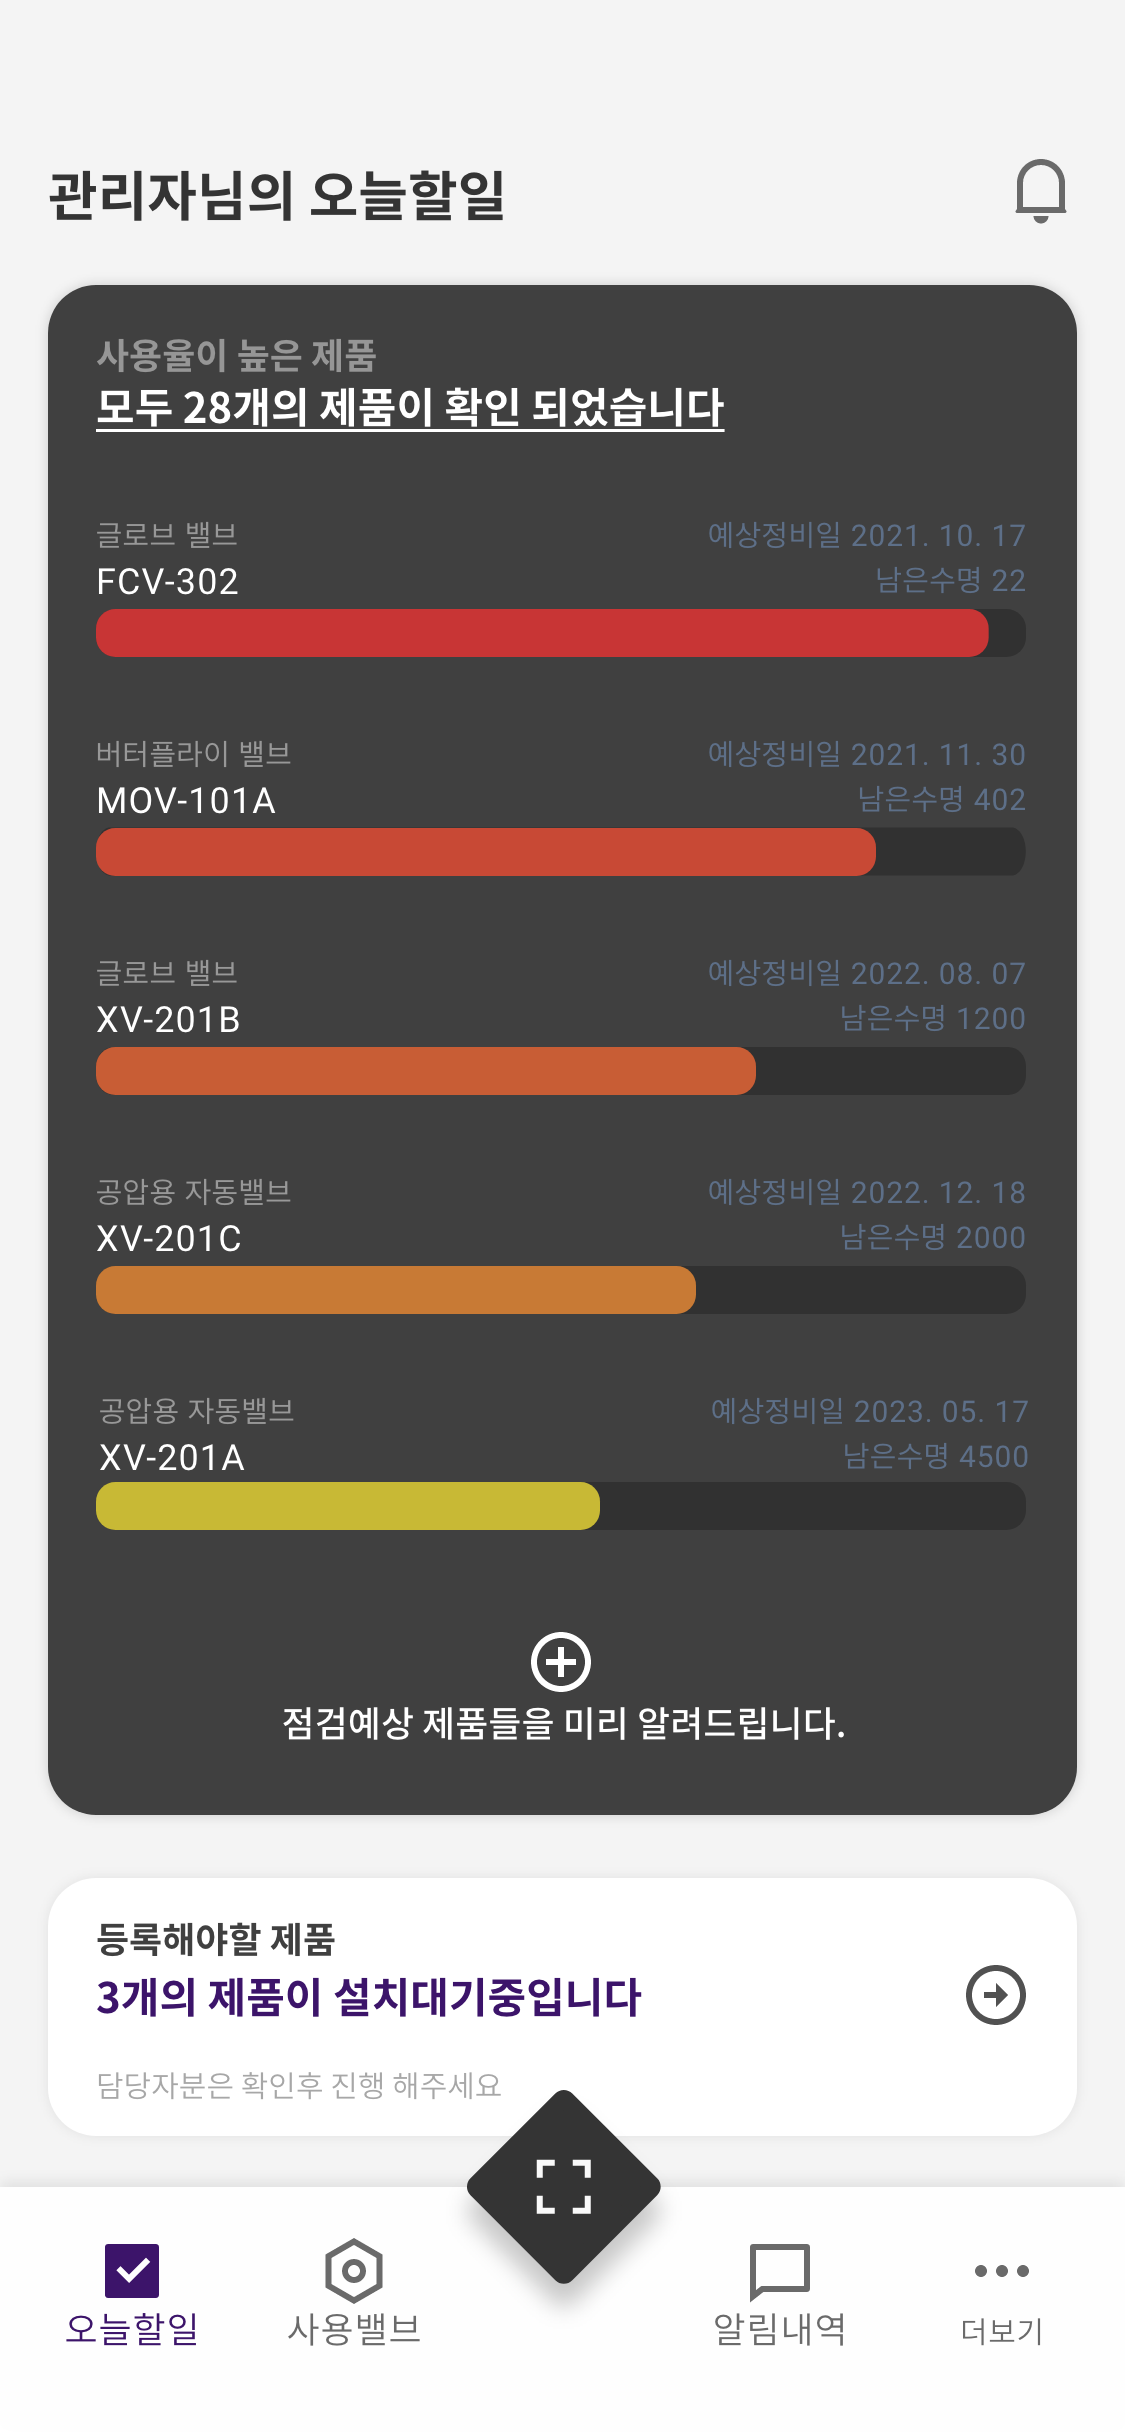 관리자님의 오늘할일
사용율이 높은 제품
모두 28개의 제품이 확인 되었습니다
글로브 밸브
예상정비일 2021. 10. 17
FCV-302
남은수명 22
버터플라이 밸브
예상정비일 2021. 11. 30
MOV-101A
남은수명 402
글로브 밸브
예상정비일 2022. 08. 07
XV-201B
남은수명 1200
공압용 자동밸브
예상정비일 2022. 12. 18
XV-201C
남은수명 2000
공압용 자동밸브
예상정비일 2023. 05. 17
XV-201A
남은수명 4500
점검예상 제품들을 미리 알려드립니다.
등록해야할 제품
3개의 제품이 설치대기중입니다
담당자분은 확인후 진행 해주세요
오늘할일
사용밸브
알림내역
더보기